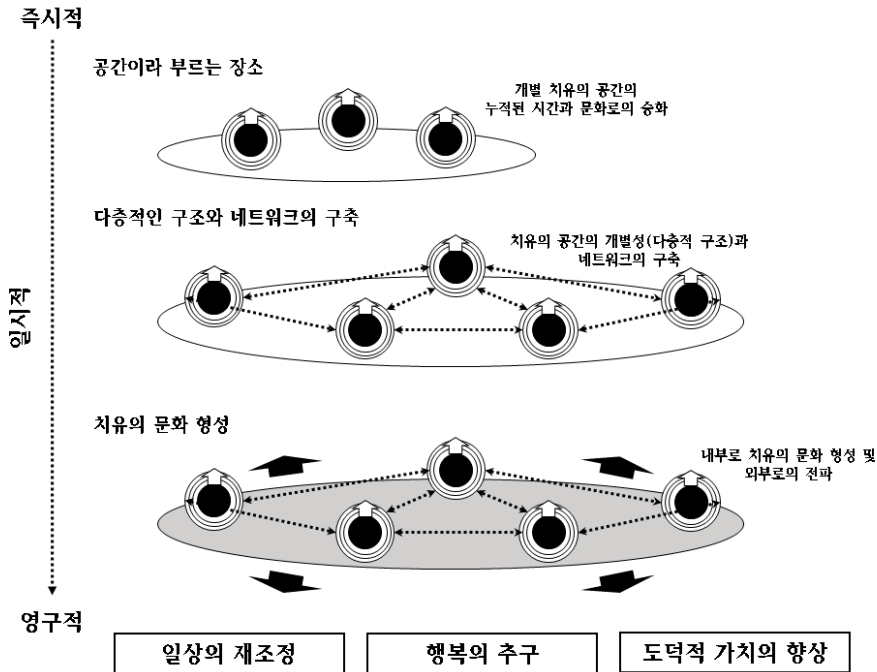 즉시적
공간이라 부르는 장소
개별 치유의 공간의
누적된 시간과 문화로의 승화
다층적인 구조와 네트워크의 구축
치유의 공간의 개별성(다층적 구조)과
네트워크의 구축
일시적
치유의 문화 형성
내부로 치유의 문화 형성 및
외부로의 전파
영구적
일상의 재조정
행복의 추구
도덕적 가치의 향상